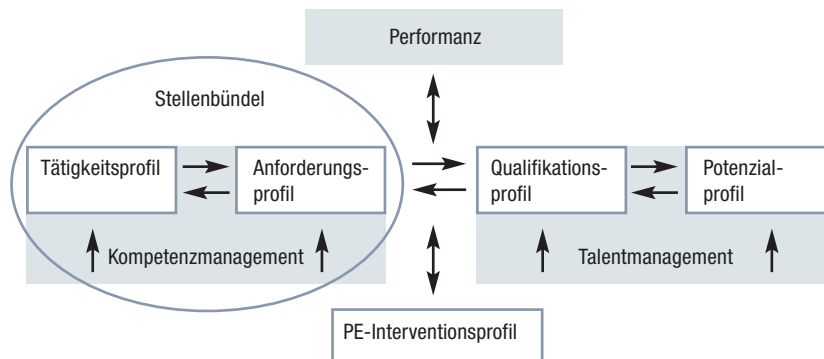 Performanz
Stellenbündel
Tätigkeitsprofil
Anforderungs-
profil
Qualifikations-
profil
Potenzial-
profil
Kompetenzmanagement
Talentmanagement
PE-Interventionsprofil